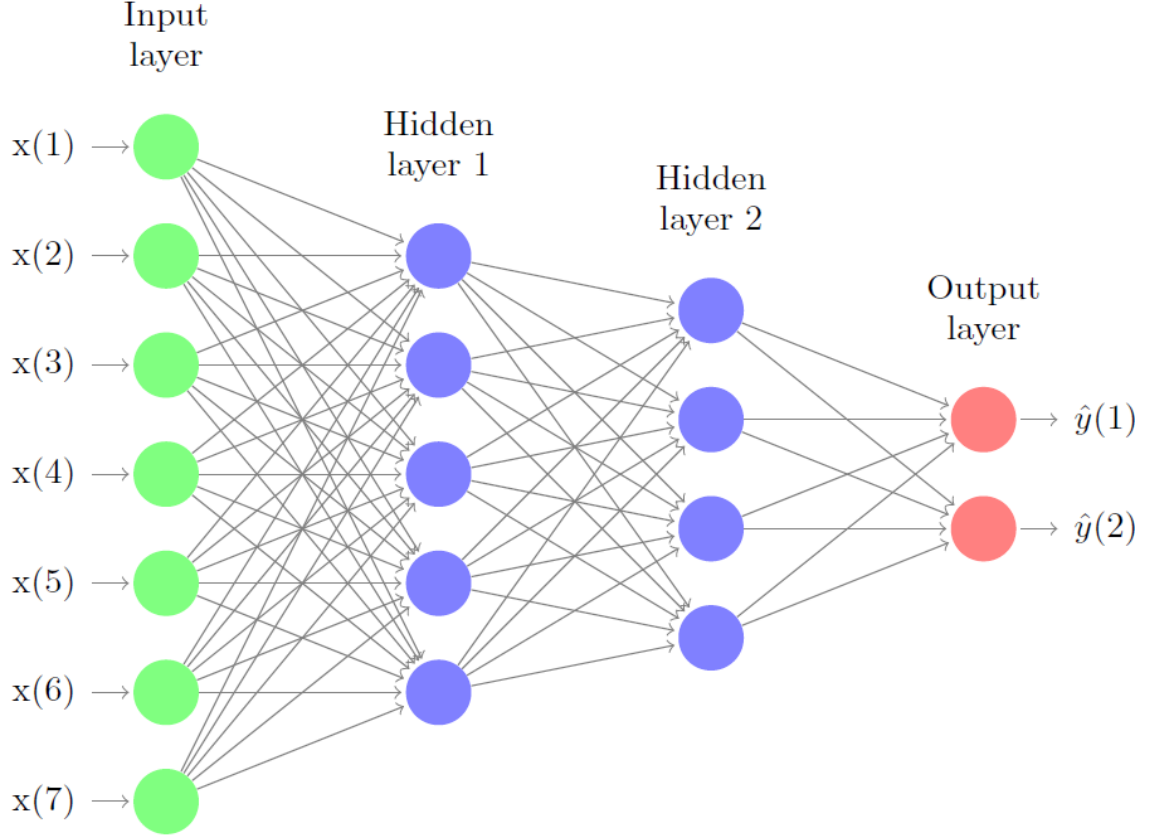 Input
layer
Hidden
layer 1
Hidden
layer 2
Output
layer
x(1)
x(2)
x(3)
x(4)
x(5)
x(6)
x(7)
ŷ(1)
ŷ(2)